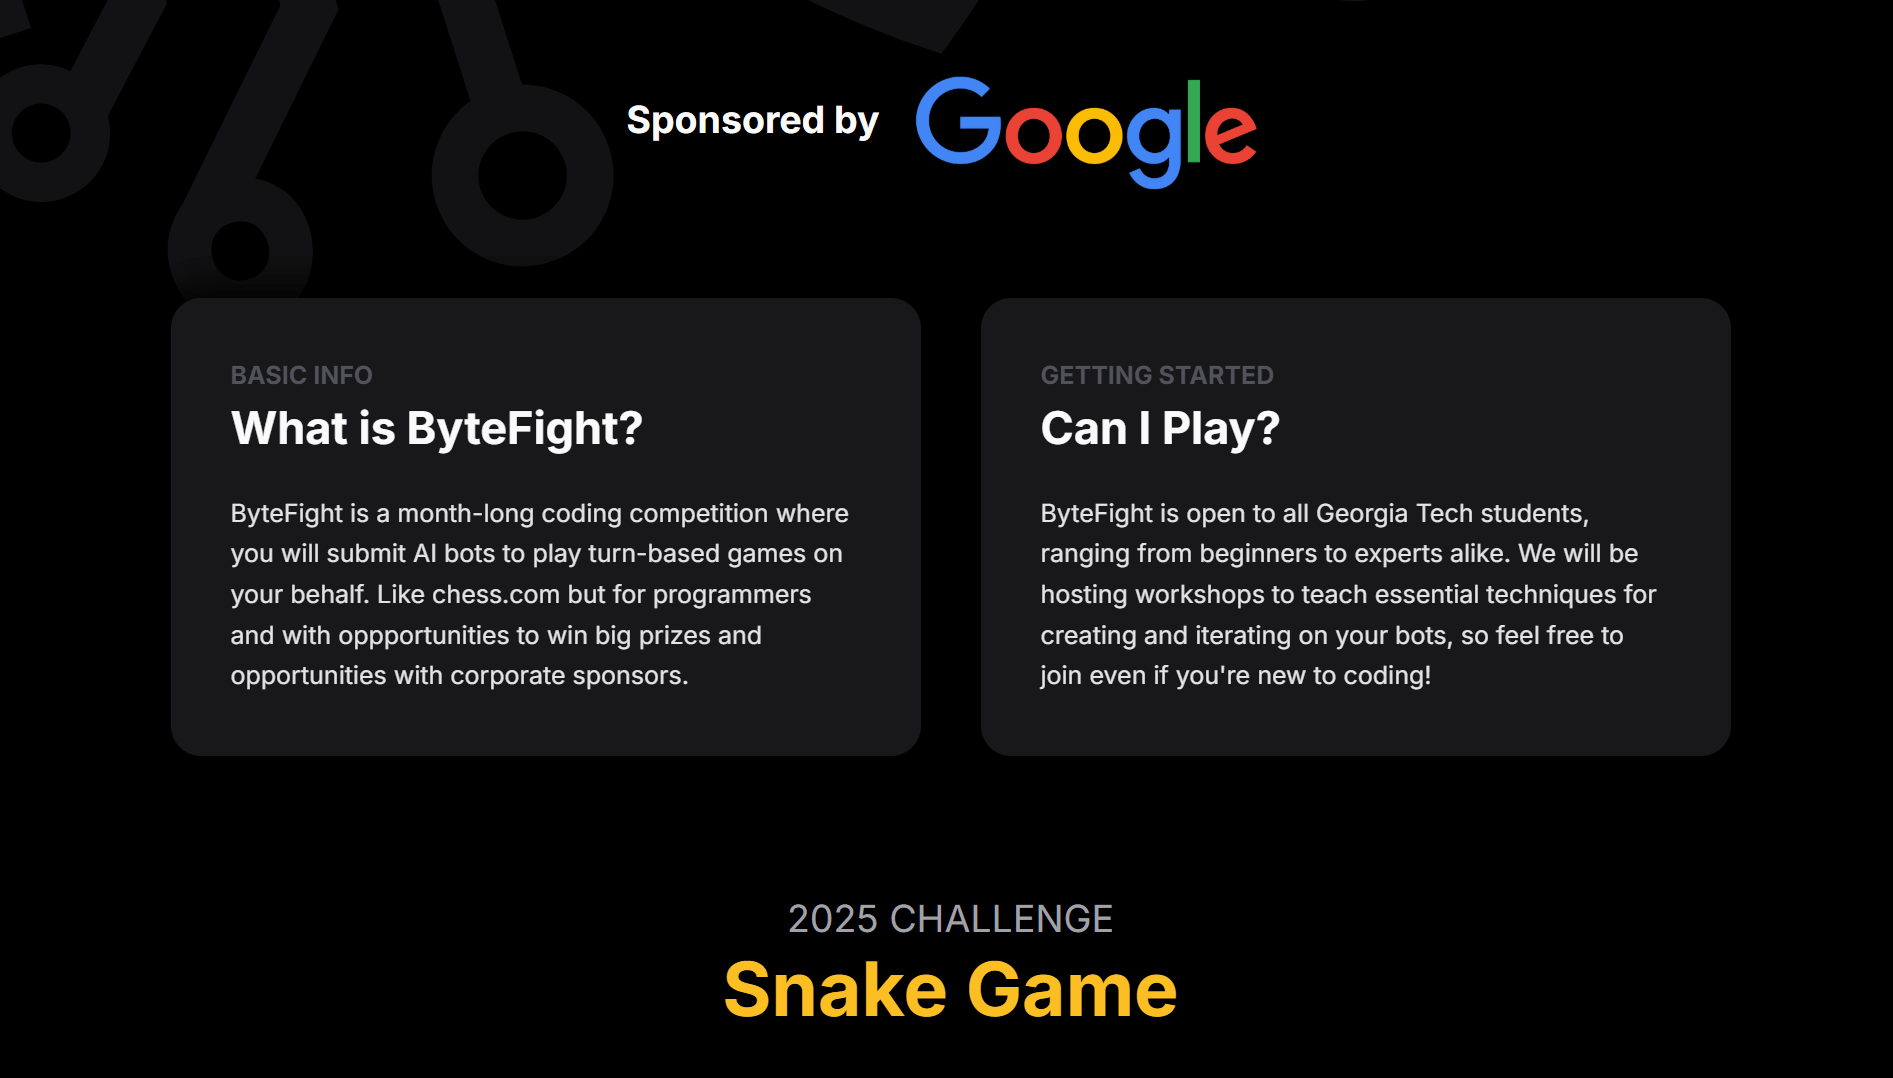 Sponsored by Google
BASIC INFO
What is ByteFight?
ByteFight is a month-long coding competition where
you will submit AI bots to play turn-based games on
your behalf. Like chess.com but for programmers
and with oppportunities to win big prizes and
opportunities with corporate sponsors.
GETTING STARTED
Can I Play?
ByteFight is open to all Georgia Tech students,
ranging from beginners to experts alike. We will be
hosting workshops to teach essential techniques for
creating and iterating on your bots, so feel free to
join even if you're new to coding!
2025 CHALLENGE
Snake Game